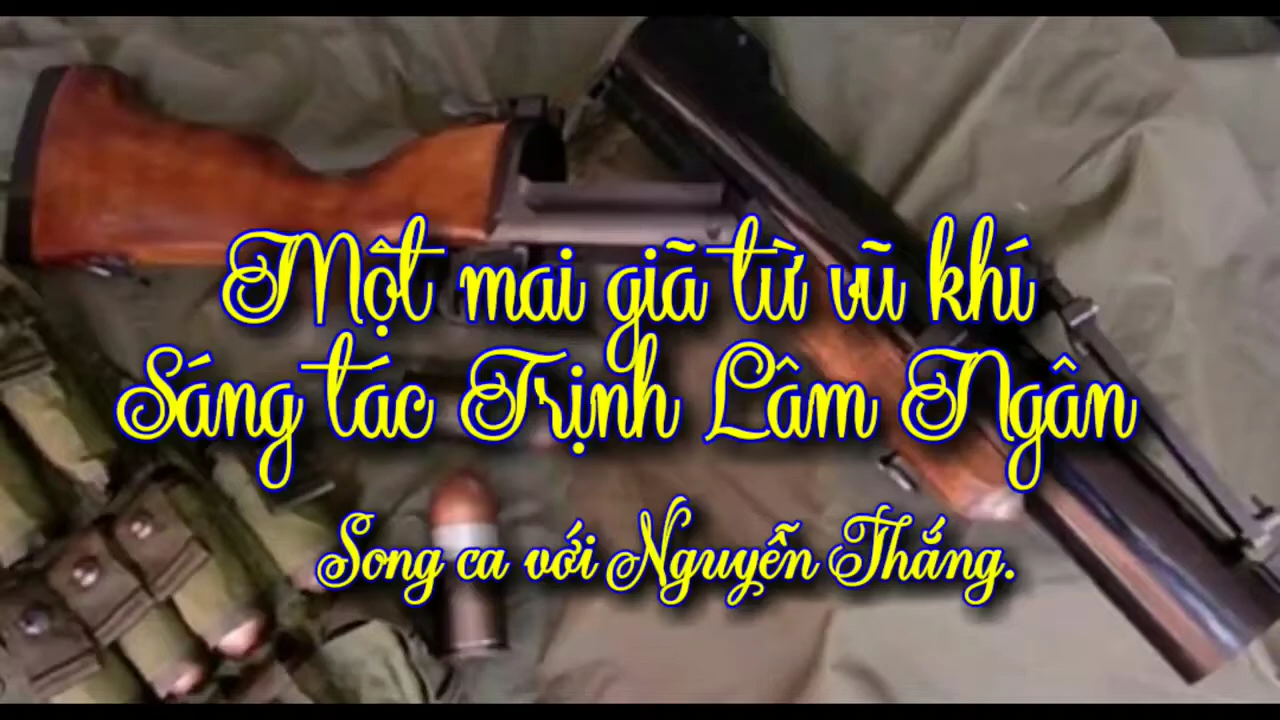 Một mai giã từ vũ khí
Sáng tác Trịnh Lâm Ngân
Song ca với Nguyễn Thắng.